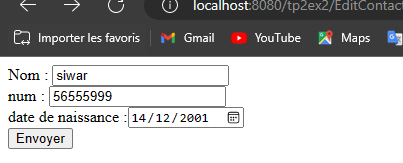 localhost:8080/tp2ex2/EditContact
Importer les favoris Gmail YouTube Maps
Nom : siwar
num : 56555999
date de naissance : 14/12/2001
Envoyer